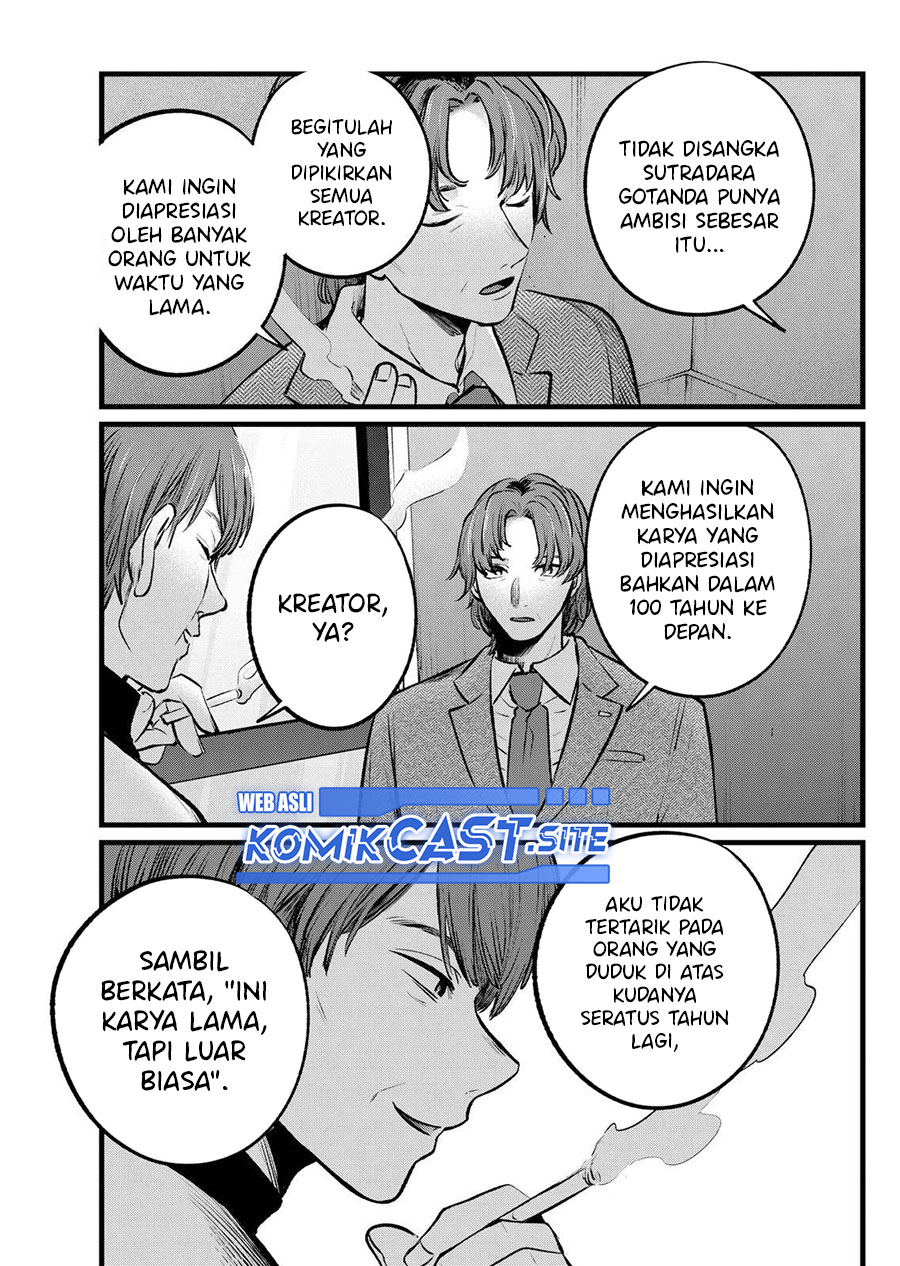 TIDAK DISANGKA
SUTRADARA
GOTANDA PUNYA
AMBISI SEBESAR
ITU...
BEGITULAH
YANG
DIPIKIRKAN
SEMUA
KREATOR.
KAMI INGIN
DIAPRESIASI
OLEH BANYAK
ORANG UNTUK
WAKTU YANG
LAMA.
KAMI INGIN
MENGHASILKAN
KARYA YANG
DIAPRESIASI
BAHKAN DALAM
100 TAHUN KE
DEPAN.
KREATOR,
YA?
WEB ASLI
KOMIKCAST.SITE
AKU TIDAK
TERTARIK PADA
ORANG YANG
DUDUK DI ATAS
KUDANYA
SERATUS TAHUN
LAGI,
SAMBIL
BERKATA, "INI
KARYA LAMA,
TAPI LUAR
BIASA".